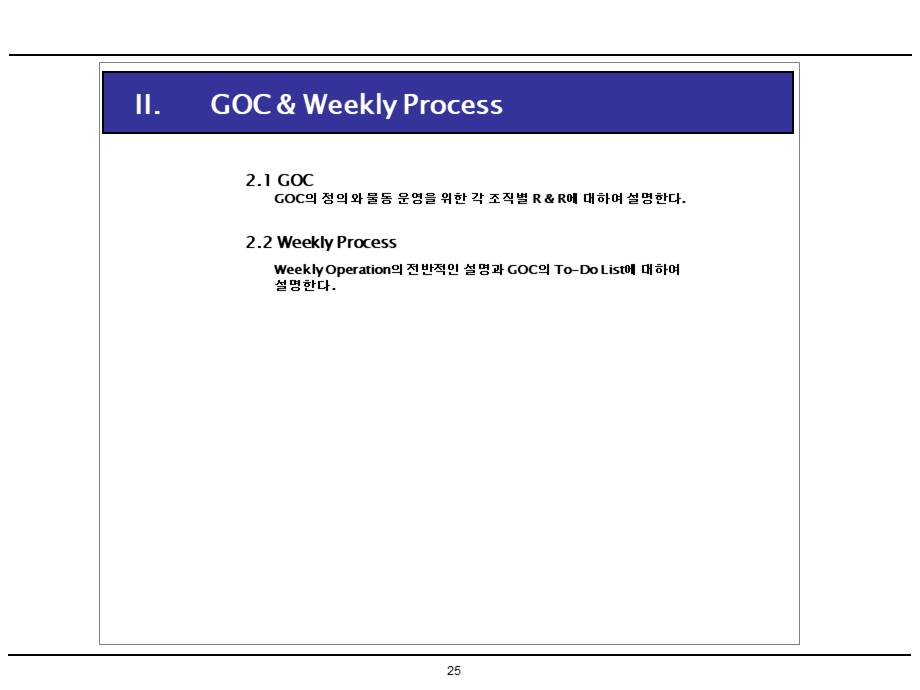 II. GOC & Weekly Process
2.1 GOC
GOC의 정의와 물동 운영을 위한 각 조직별 R & R에 대하여 설명한다.
2.2 Weekly Process
Weekly Operation의 전반적인 설명과 GOC의 To-Do List에 대하여
설명한다.
25